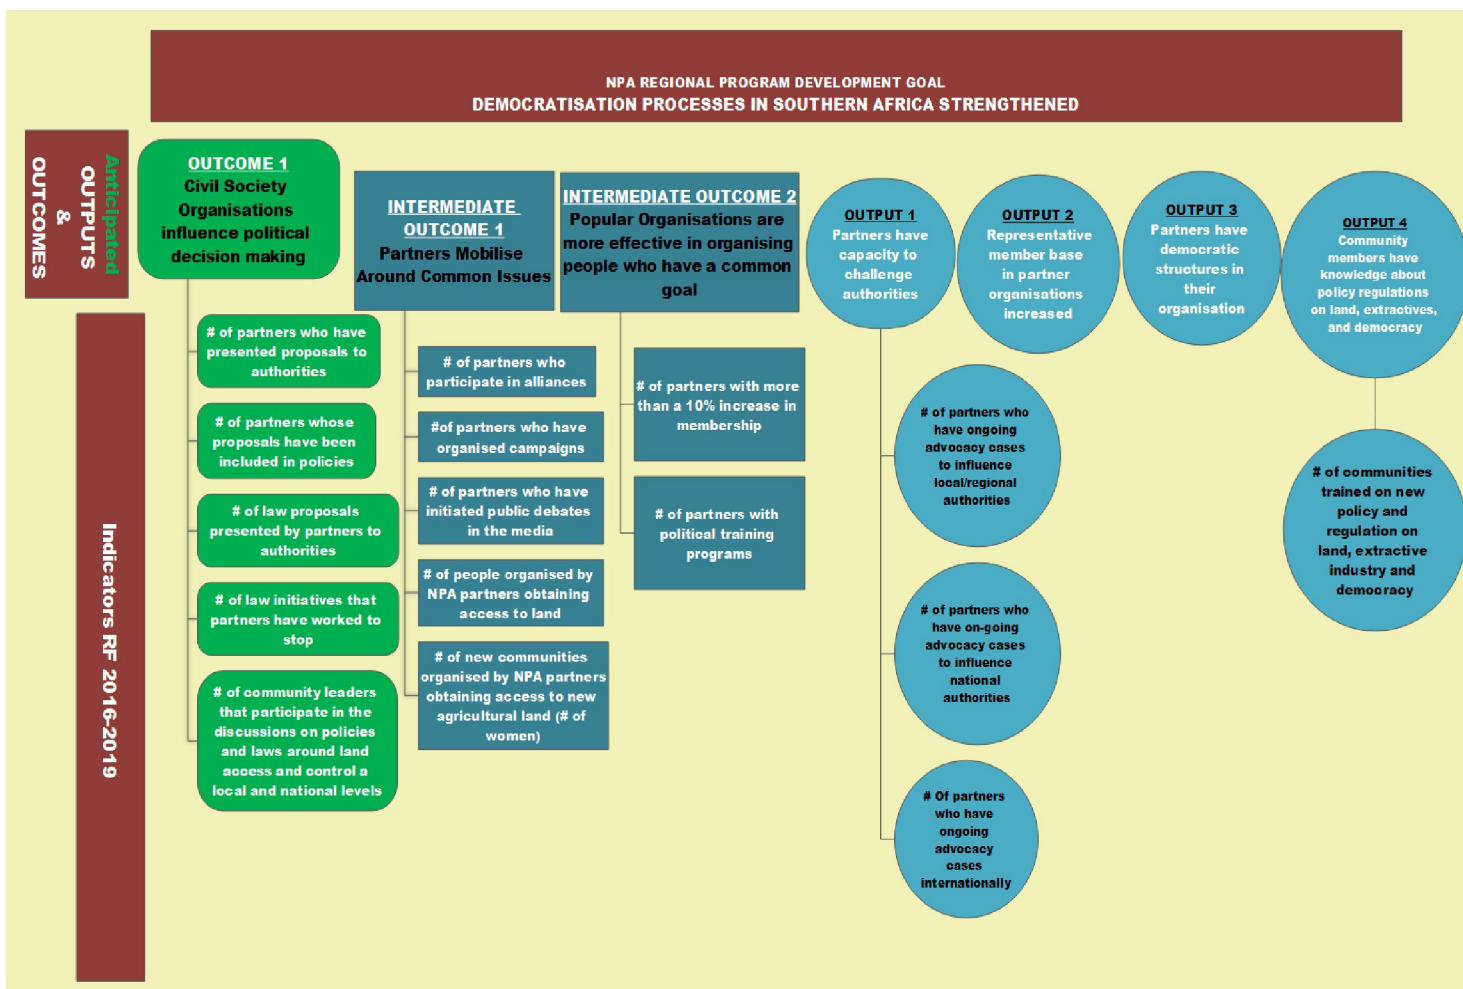 NPA REGIONAL PROGRAM DEVELOPMENT GOAL
DEMOCRATISATION PROCESSES IN SOUTHERN AFRICA STRENGTHENED
Anticipated
OUTPUTS
&
OUTCOMES
OUTCOME 1
Civil Society
Organisations
influence political
decision making
INTERMEDIATE
OUTCOME 1
Partners Mobilise
Around Common Issues
INTERMEDIATE OUTCOME 2
Popular Organisations are
more effective in organising
people who have a common
goal
OUTPUT 1
Partners have
capacity to
challenge
authorities
OUTPUT 2
Representative
member base
in partner
organisations
increased
OUTPUT 3
Partners have
democratic
structures in
their
organisation
OUTPUT 4
Community
members have
knowledge about
policy regulations
on land, extractives,
and democracy
Indicators RF 2016-2019
# of partners who have
presented proposals to
authorities
# of partners whose
proposals have been
included in policies
# of law proposals
presented by partners to
authorities
# of law initiatives that
partners have worked to
stop
# of community leaders
that participate in the
discussions on policies
and laws around land
access and control a
local and national levels
# of partners who
participate in alliances
#of partners who have
organised campaigns
# of partners who have
initiated public debates
in the media
# of people organised by
NPA partners obtaining
access to land
# of new communities
organised by NPA partners
obtaining access to new
agricultural land (# of
women)
# of partners with more
than a 10% increase in
membership
# of partners with
political training
programs
# of partners who
have ongoing
advocacy cases
to influence
local/regional
authorities
# of partners who
have on-going
advocacy cases
to influence
national
authorities
# Of partners
who have
ongoing
advocacy
cases
internationally
# of communities
trained on new
policy and
regulation on
land, extractive
industry and
democracy